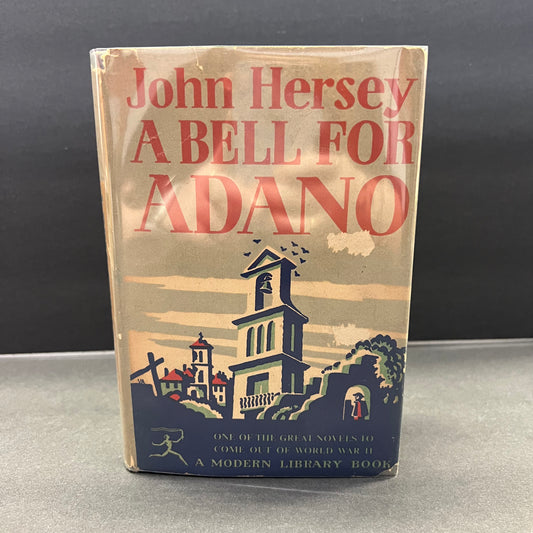 John Hersey
A BELL FOR
ADANO
ONE OF THE GREAT NOVELS TO
COME OUT OF WORLD WAR II
A MODERN LIBRARY BOOK